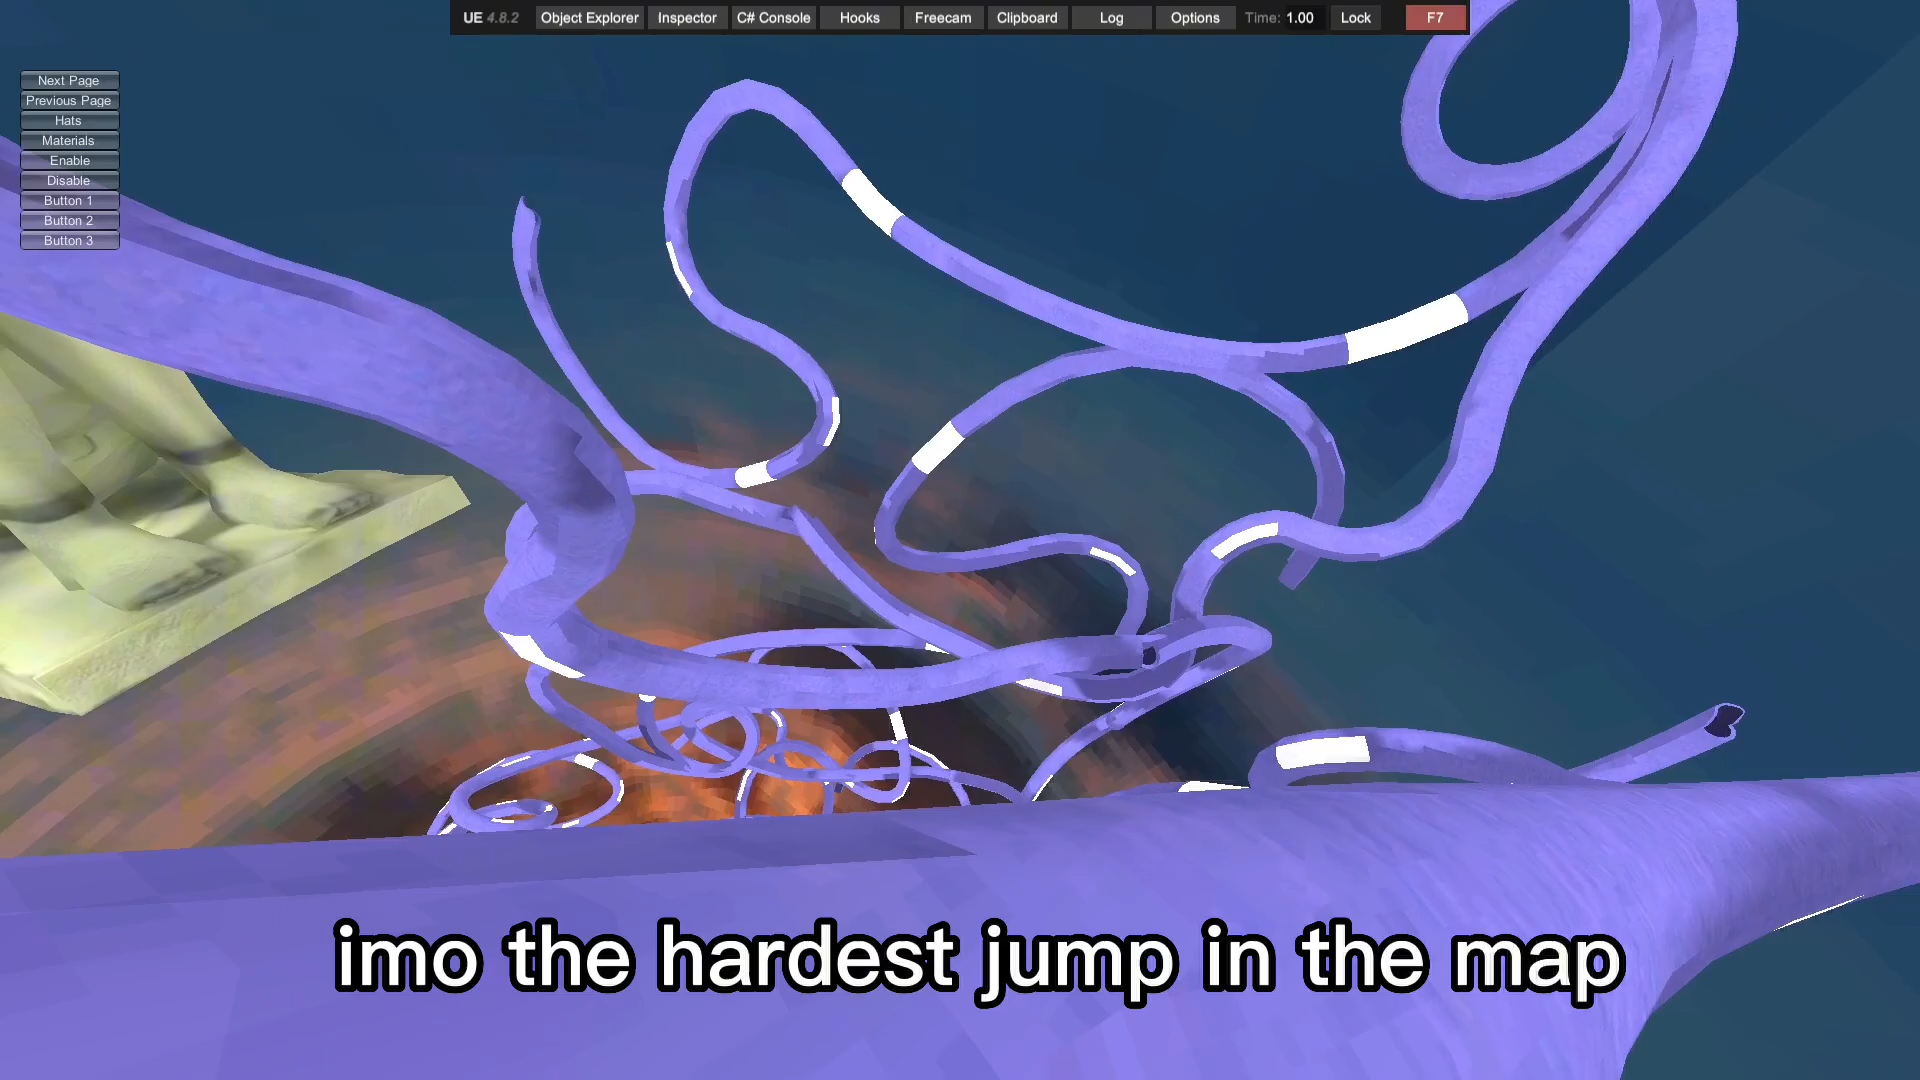 UE 4.8.2 Object Explorer Inspector C# Console Hooks Freecam Clipboard Log Options Time: 1.00 Lock F7
Next Page
Previous Page
Hats
Materials
Enable
Disable
Button 1
Button 2
Button 3
imo the hardest jump in the map